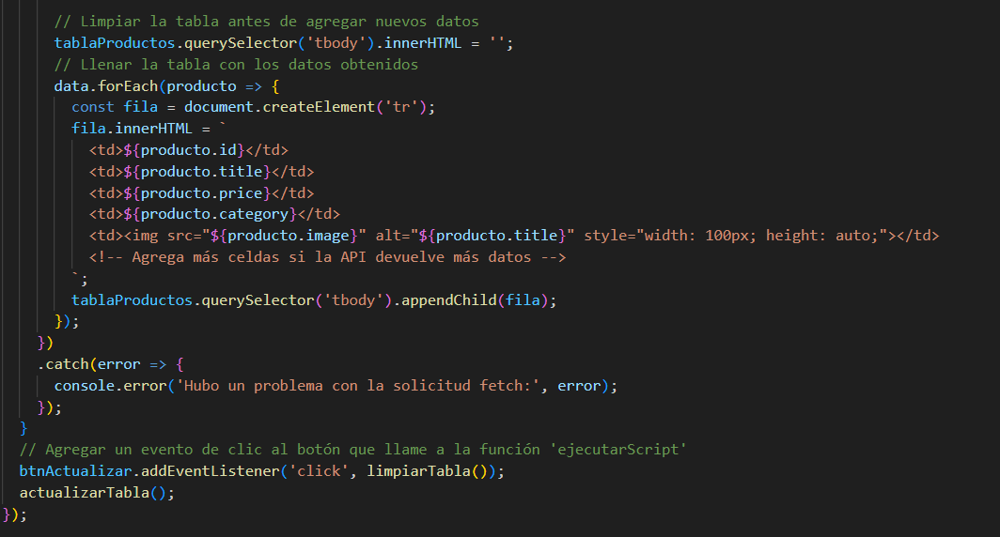 // Limpiar la tabla antes de agregar nuevos datos
tablaProductos.querySelector('tbody').innerHTML = '';
// Llenar la tabla con los datos obtenidos
data.forEach(producto => {
const fila = document.createElement('tr');
fila.innerHTML = `
<td>${producto.id}</td>
<td>${producto.title}</td>
<td>${producto.price}</td>
<td>${producto.category}</td>
<td><img src="${producto.image}" alt="${producto.title}" style="width: 100px; height: auto;"></td>
<!-- Agrega más celdas si la API devuelve más datos -->
`;
tablaProductos.querySelector('tbody').appendChild(fila);
});
})
.catch(error => {
console.error('Hubo un problema con la solicitud fetch:', error);
});
}
// Agregar un evento de clic al botón que llame a la función 'ejecutarScript'
btnActualizar.addEventListener('click', limpiarTabla());
actualizarTabla();
});